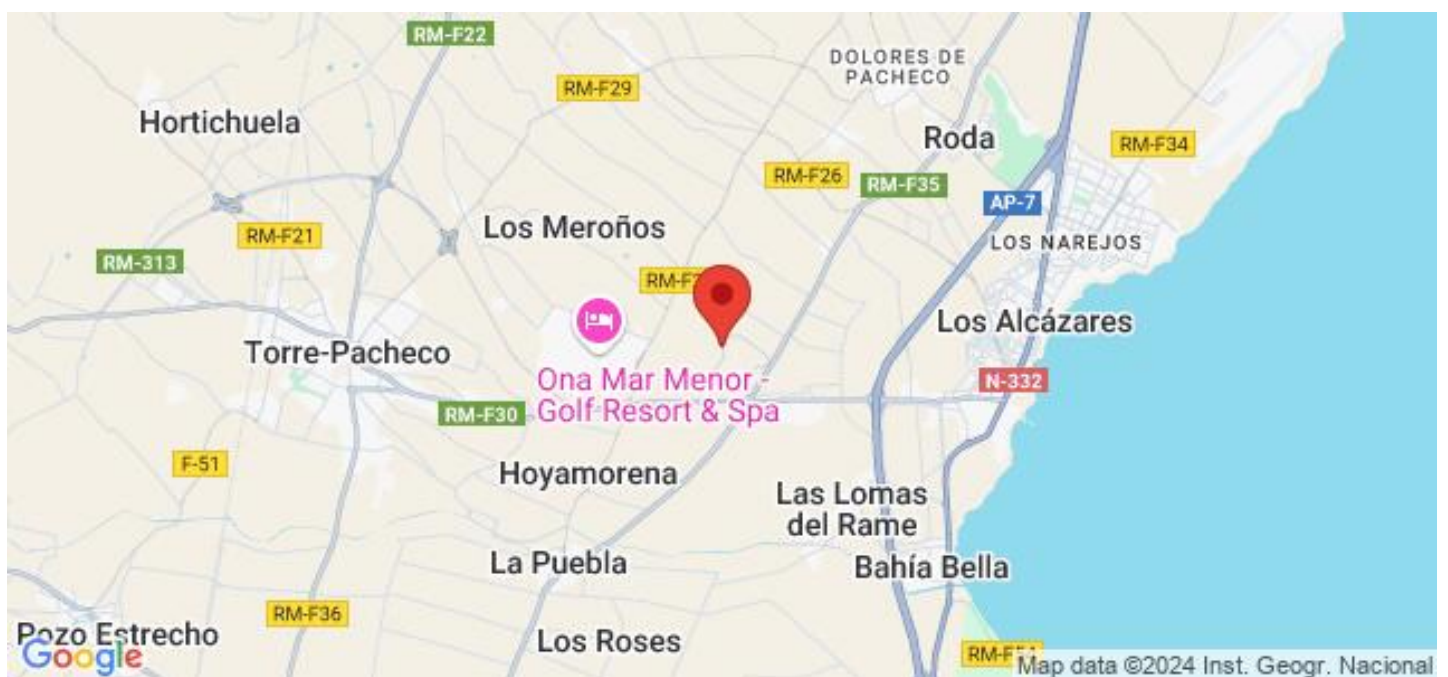 RM-F22
DOLORES DE
PACHECO
RM-F29
Hortichuela
Roda
RM-F34
RM-F26
RM-F35
AP-7
Los Meroños
RM-F21
LOS NAREJOS
RM-313
Los Alcázares
Torre-Pacheco
Ona Mar Menor -
Golf Resort & Spa
N-332
RM-F30
F-51
Hoyamorena
Las Lomas
del Rame
La Puebla
Bahía Bella
RM-F36
Pozo Estrecho
Los Roses
Google
Map data ©2024 Inst. Geogr. Nacional